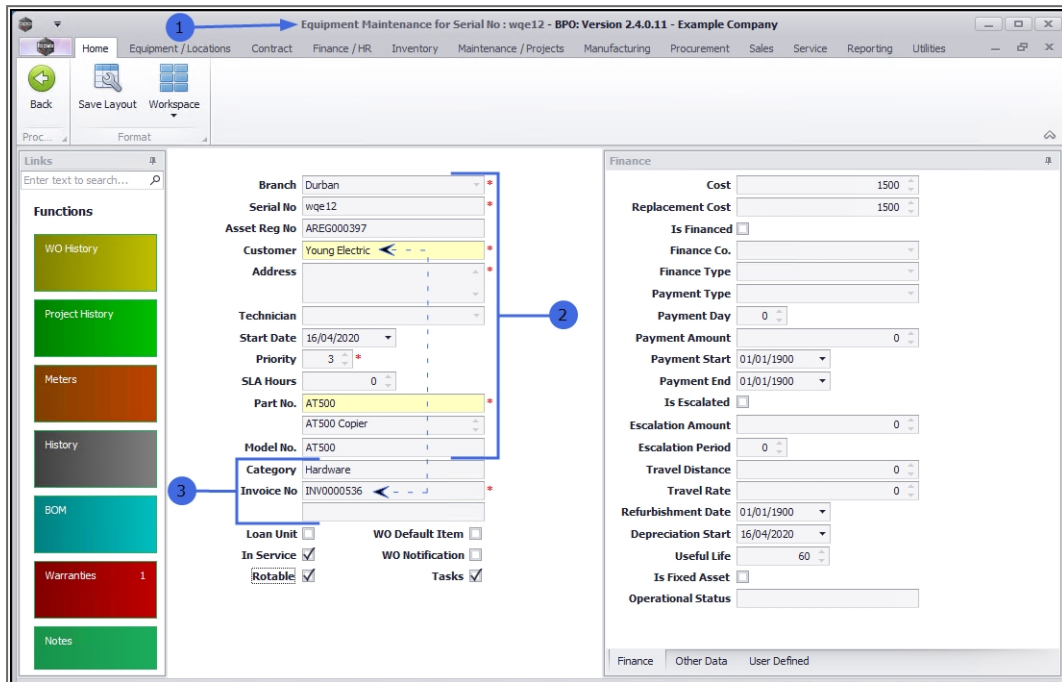 1
Equipment Maintenance for Serial No : wqe12 - BPO: Version 2.4.0.11 - Example Company
Home Equipment / Locations Contract Finance / HR Inventory Maintenance / Projects Manufacturing Procurement Sales Service Reporting Utilities
Back Save Layout Workspace
Proc... Format
Links
Enter text to search...
Functions
WO History
Project History
Meters
History
BOM
Warranties 1
Notes
Branch Durban *
Serial No wqe12 *
Asset Reg No AREG000397
Customer Young Electric *
Address *
Technician
Start Date 16/04/2020
Priority 3 *
SLA Hours 0
Part No. AT500 *
AT500 Copier
Model No. AT500
2
Category Hardware
3
Invoice No INV0000536 *
Loan Unit WO Default Item
In Service WO Notification
Rotable Tasks
Finance
Cost 1500
Replacement Cost 1500
Is Financed
Finance Co.
Finance Type
Payment Type
Payment Day 0
Payment Amount 0
Payment Start 01/01/1900
Payment End 01/01/1900
Is Escalated
Escalation Amount 0
Escalation Period 0
Travel Distance 0
Travel Rate 0
Refurbishment Date 01/01/1900
Depreciation Start 16/04/2020
Useful Life 60
Is Fixed Asset
Operational Status
Finance Other Data User Defined